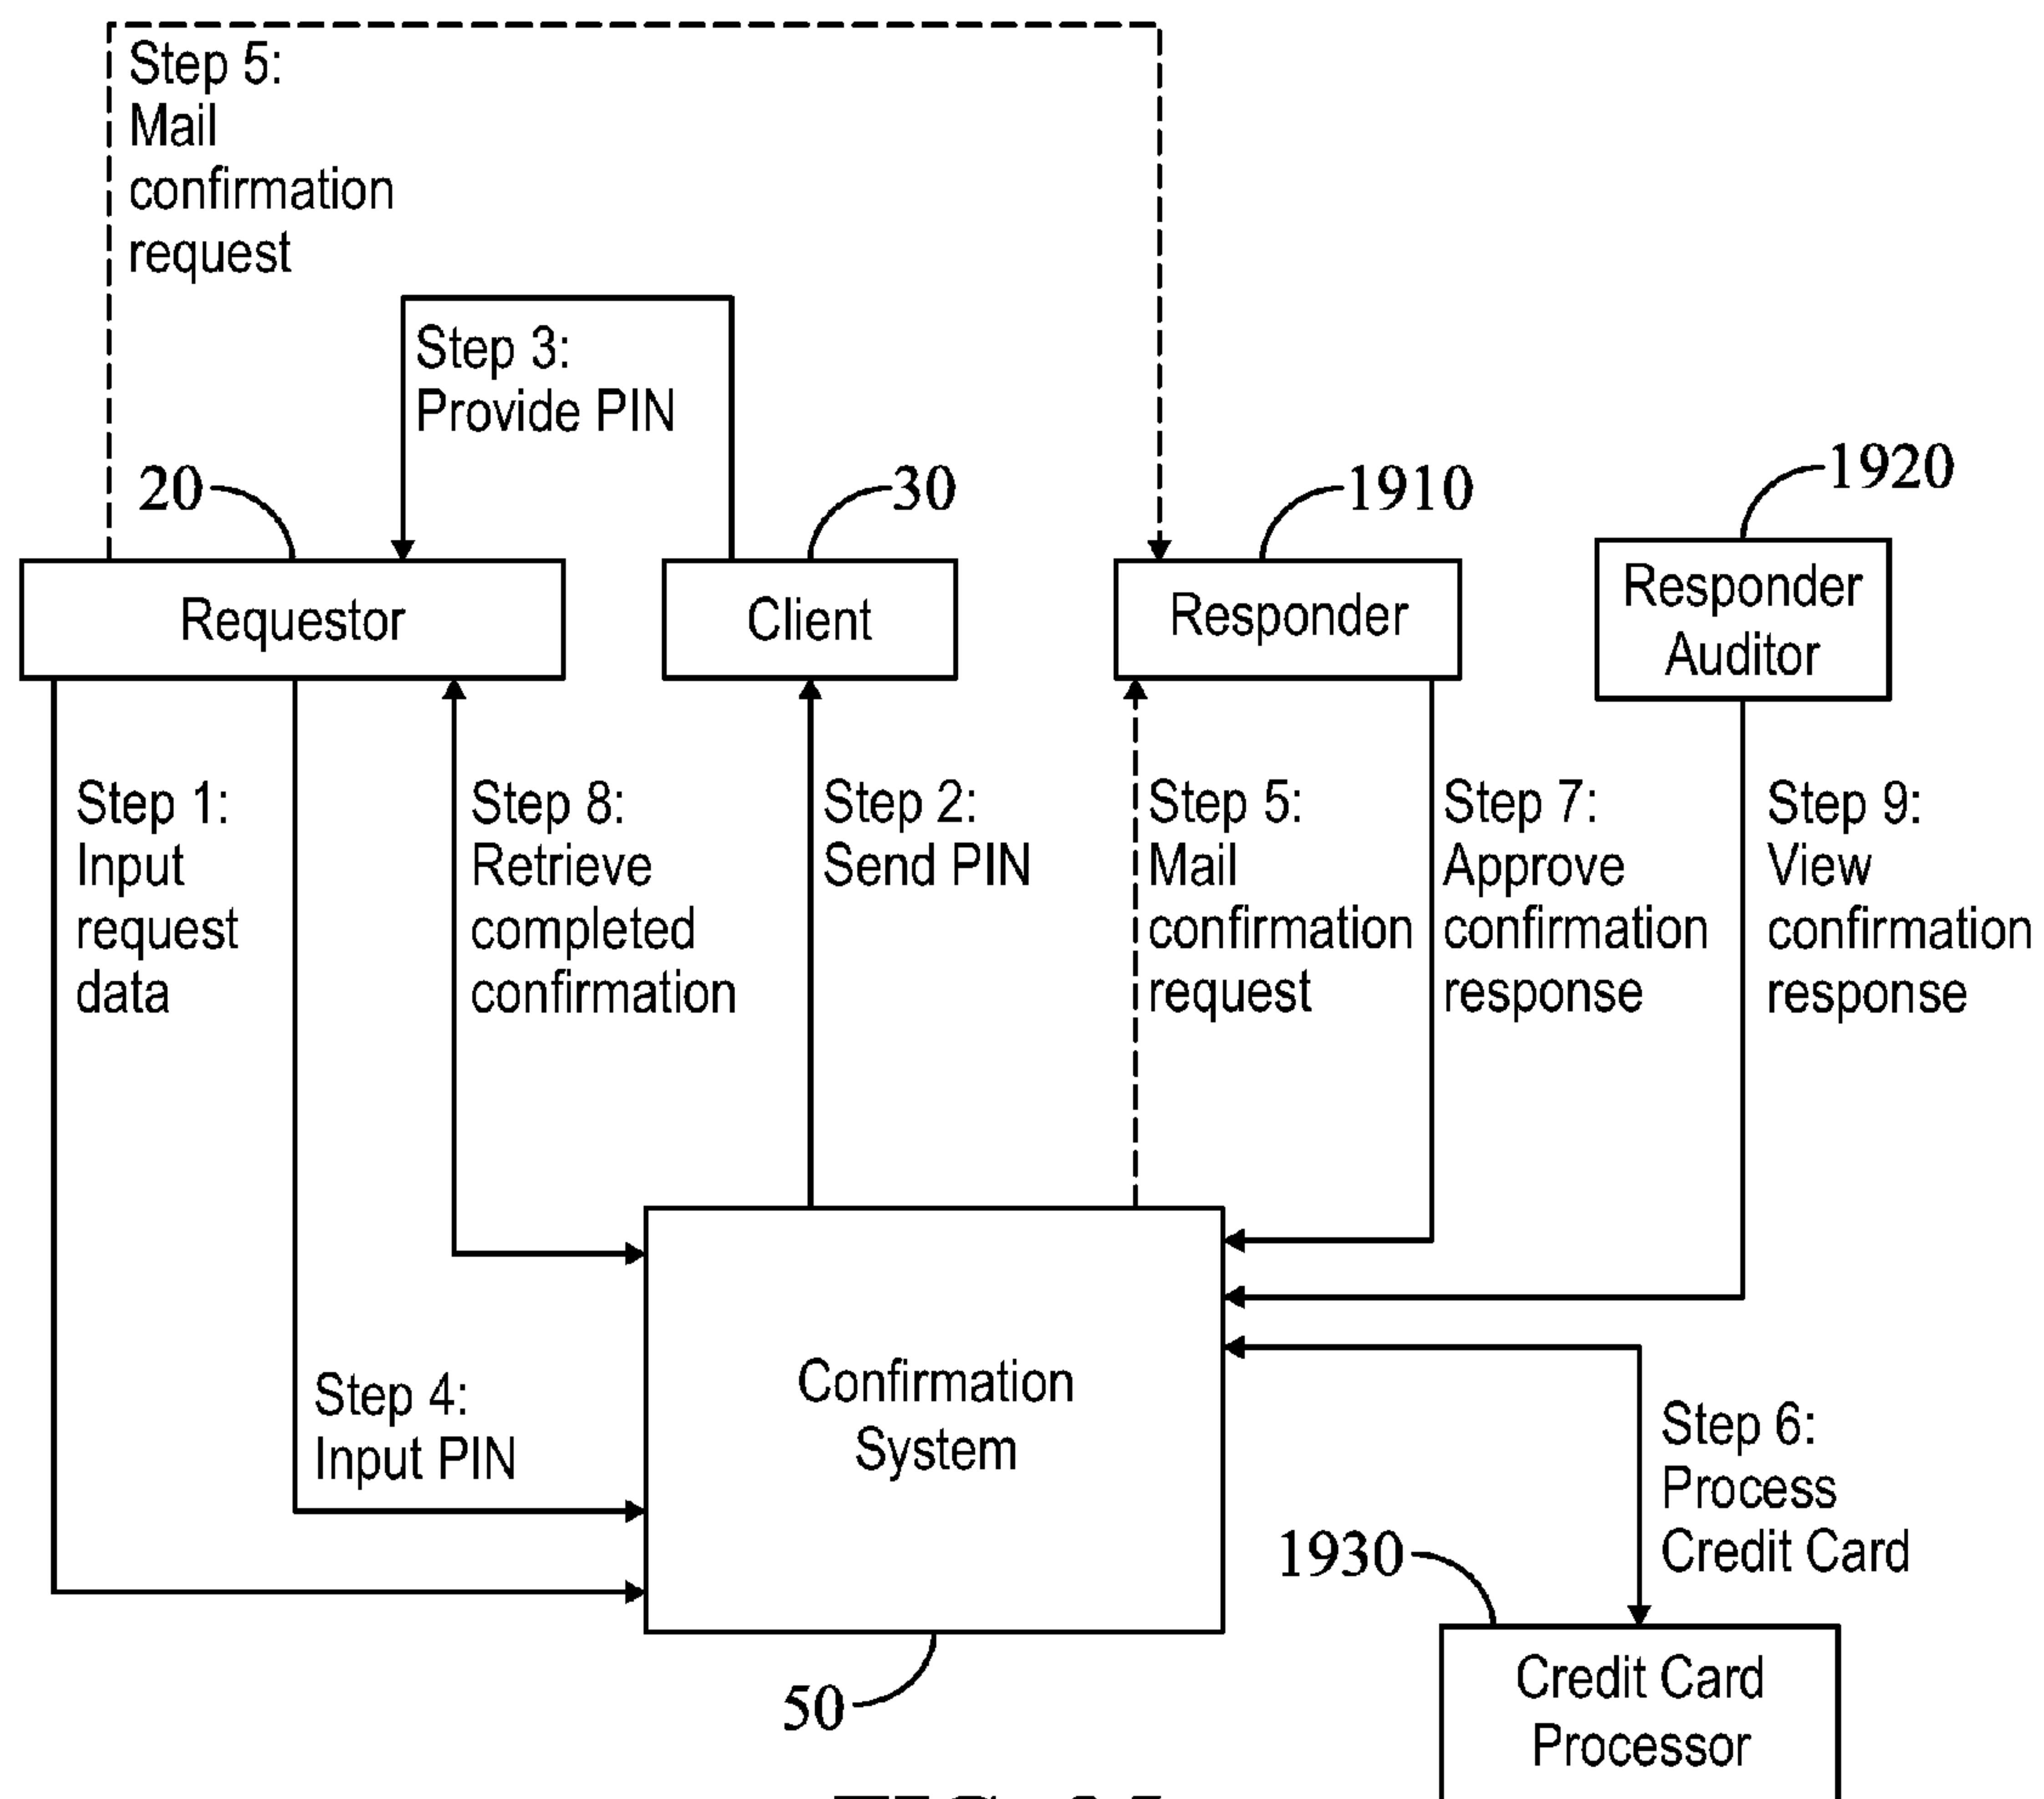 Step 5:
Mail
confirmation
request
Step 3:
Provide PIN
20
30
1910
1920
Requestor
Client
Responder
Responder
Auditor
Step 1:
Input
request
data
Step 8:
Retrieve
completed
confirmation
Step 2:
Send PIN
Step 5:
Mail
confirmation
request
Step 7:
Approve
confirmation
response
Step 9:
View
confirmation
response
Step 4:
Input PIN
Confirmation
System
Step 6:
Process
Credit Card
1930
50
Credit Card
Processor